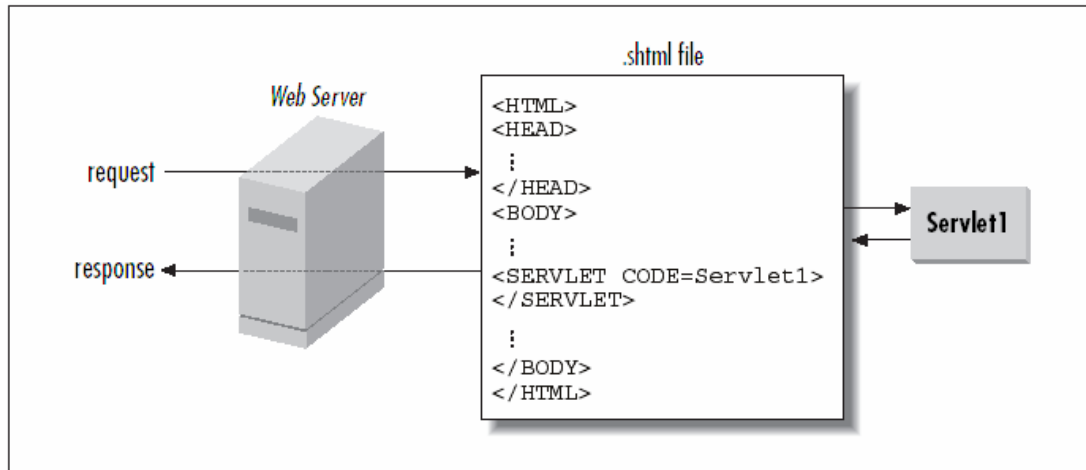 .shtml file
Web Server
request
response
<HTML>
<HEAD>
⋮
</HEAD>
<BODY>
⋮
<SERVLET CODE=Servlet1>
</SERVLET>
⋮
</BODY>
</HTML>
Servlet1